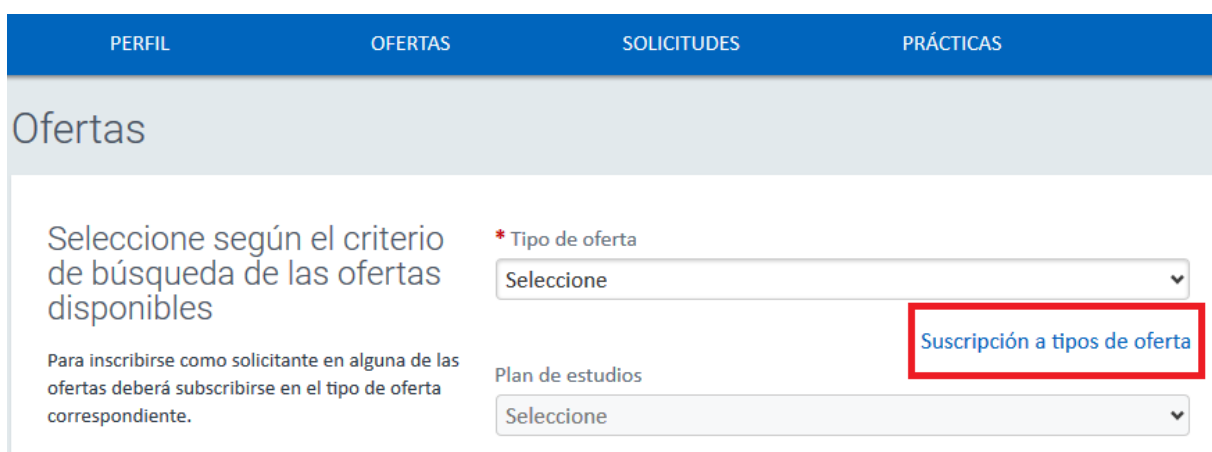 PERFIL OFERTAS SOLICITUDES PRÁCTICAS
Ofertas
Seleccione según el criterio
de búsqueda de las ofertas
disponibles
Para inscribirse como solicitante en alguna de las
ofertas deberá subscribirse en el tipo de oferta
correspondiente.
* Tipo de oferta
Seleccione
Suscripción a tipos de oferta
Plan de estudios
Seleccione